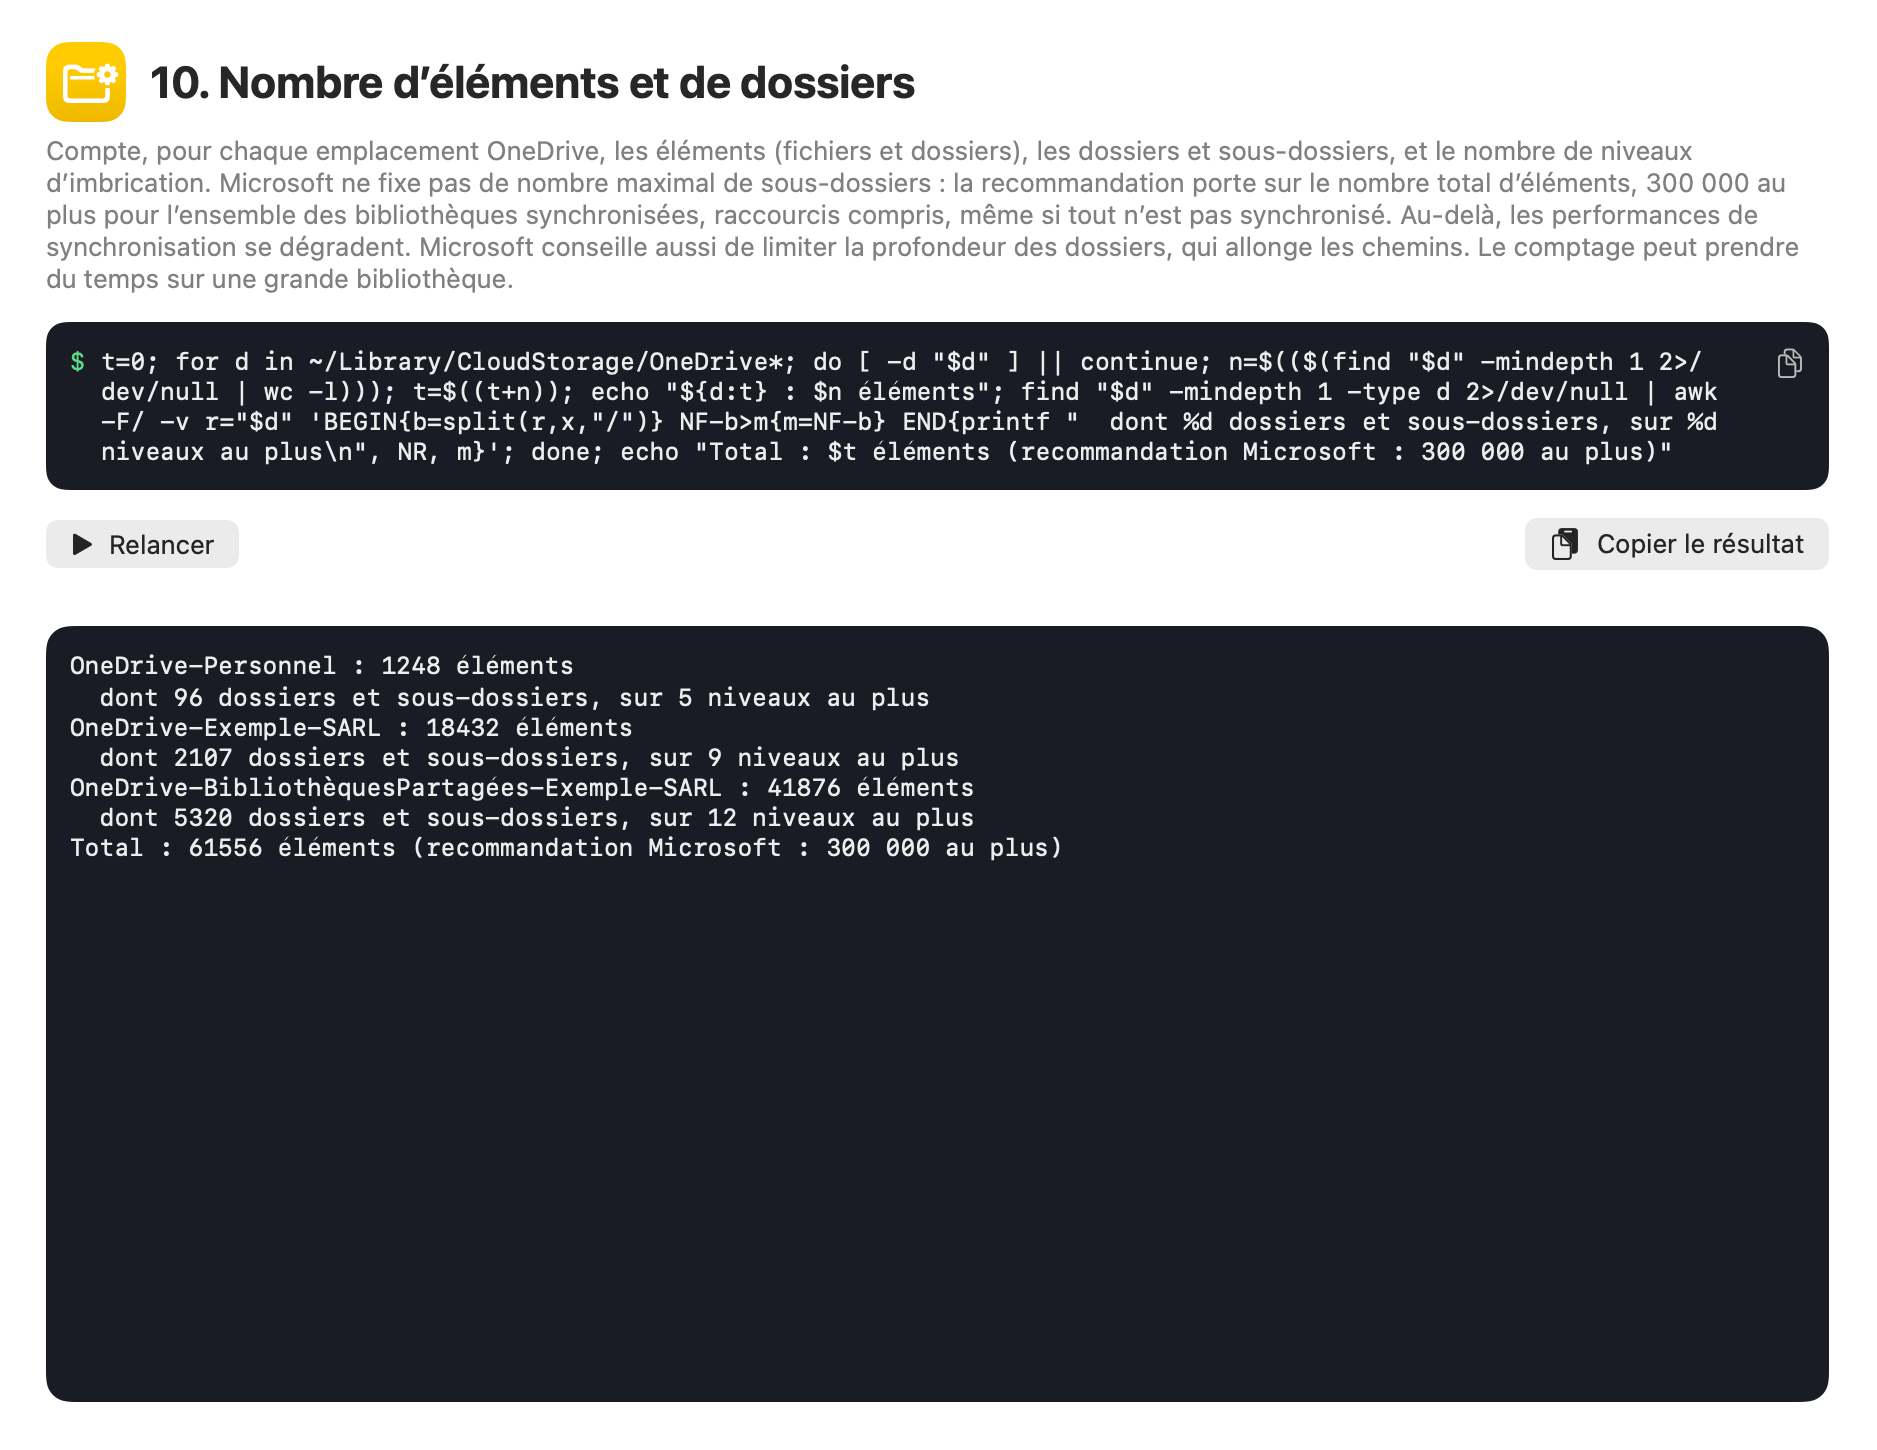 10. Nombre d’éléments et de dossiers
Compte, pour chaque emplacement OneDrive, les éléments (fichiers et dossiers), les dossiers et sous-dossiers, et le nombre de niveaux
d’imbrication. Microsoft ne fixe pas de nombre maximal de sous-dossiers : la recommandation porte sur le nombre total d’éléments, 300 000 au
plus pour l’ensemble des bibliothèques synchronisées, raccourcis compris, même si tout n’est pas synchronisé. Au-delà, les performances de
synchronisation se dégradent. Microsoft conseille aussi de limiter la profondeur des dossiers, qui allonge les chemins. Le comptage peut prendre
du temps sur une grande bibliothèque.
$ t=0; for d in ~/Library/CloudStorage/OneDrive*; do [ -d "$d" ] || continue; n=$(($(find "$d" -mindepth 1 2>/
dev/null | wc -l))); t=$((t+n)); echo "${d:t} : $n éléments"; find "$d" -mindepth 1 -type d 2>/dev/null | awk
-F/ -v r="$d" 'BEGIN{b=split(r,x,"/")} NF-b>m{m=NF-b} END{printf "  dont %d dossiers et sous-dossiers, sur %d
niveaux au plus\n", NR, m}'; done; echo "Total : $t éléments (recommandation Microsoft : 300 000 au plus)"
Relancer
Copier le résultat
OneDrive-Personnel : 1248 éléments
  dont 96 dossiers et sous-dossiers, sur 5 niveaux au plus
OneDrive-Exemple-SARL : 18432 éléments
  dont 2107 dossiers et sous-dossiers, sur 9 niveaux au plus
OneDrive-BibliothèquesPartagées-Exemple-SARL : 41876 éléments
  dont 5320 dossiers et sous-dossiers, sur 12 niveaux au plus
Total : 61556 éléments (recommandation Microsoft : 300 000 au plus)